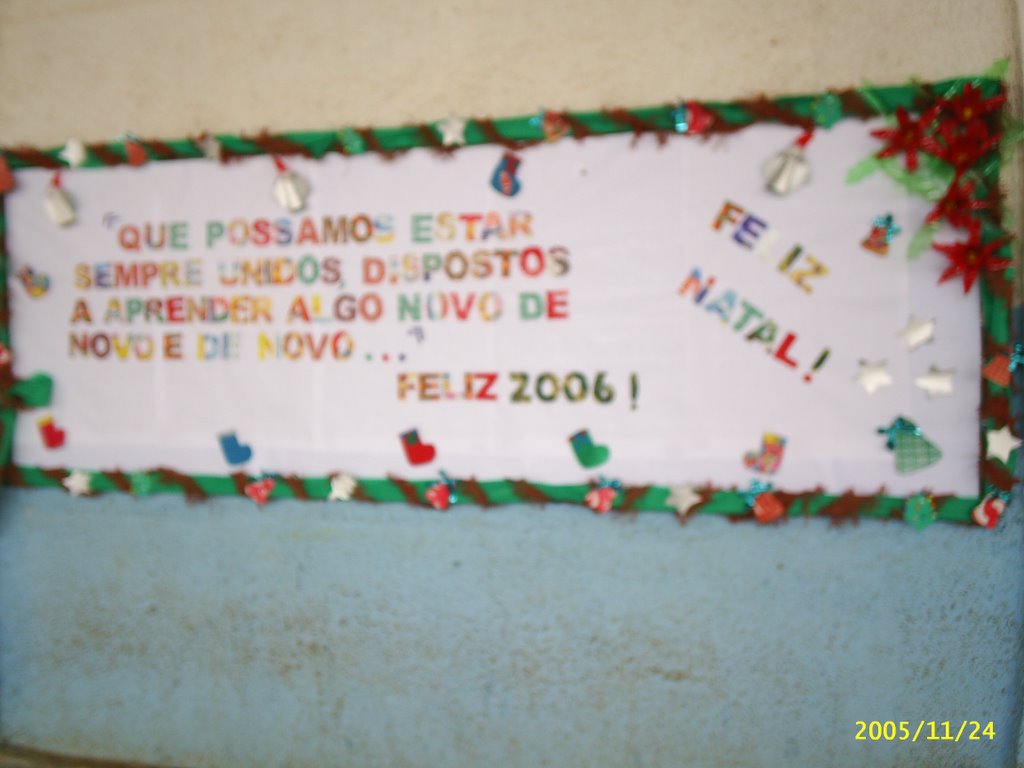 "QUE POSSAMOS ESTAR
SEMPRE UNIDOS, DISPOSTOS
A APRENDER ALGO NOVO DE
NOVO E DE NOVO..."
FELIZ 2006!
FELIZ
NATAL!
2005/11/24